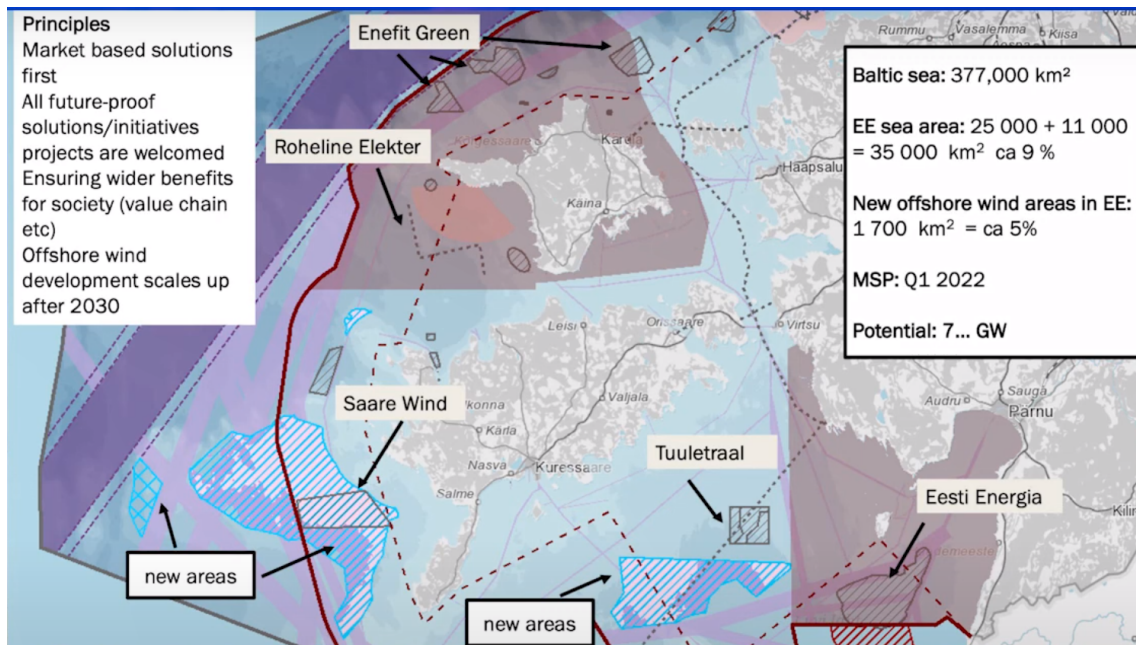 Principles
Market based solutions
first
All future-proof
solutions/initiatives
projects are welcomed
Ensuring wider benefits
for society (value chain
etc)
Offshore wind
development scales up
after 2030
Enefit Green
Roheline Elekter
Saare Wind
Tuuletraal
Eesti Energia
new areas
new areas
Baltic sea: 377,000 km²
EE sea area: 25 000 + 11 000
= 35 000 km² ca 9 %
New offshore wind areas in EE:
1 700 km² = ca 5%
MSP: Q1 2022
Potential: 7... GW
Rummu
Vasalemma
Kiisa
Haapsalu
Käina
Leisi
Orissaare
Virtsu
Valjala
Kärla
Nasva
Kuressaare
Salme
Audru
Sauga
Pärnu